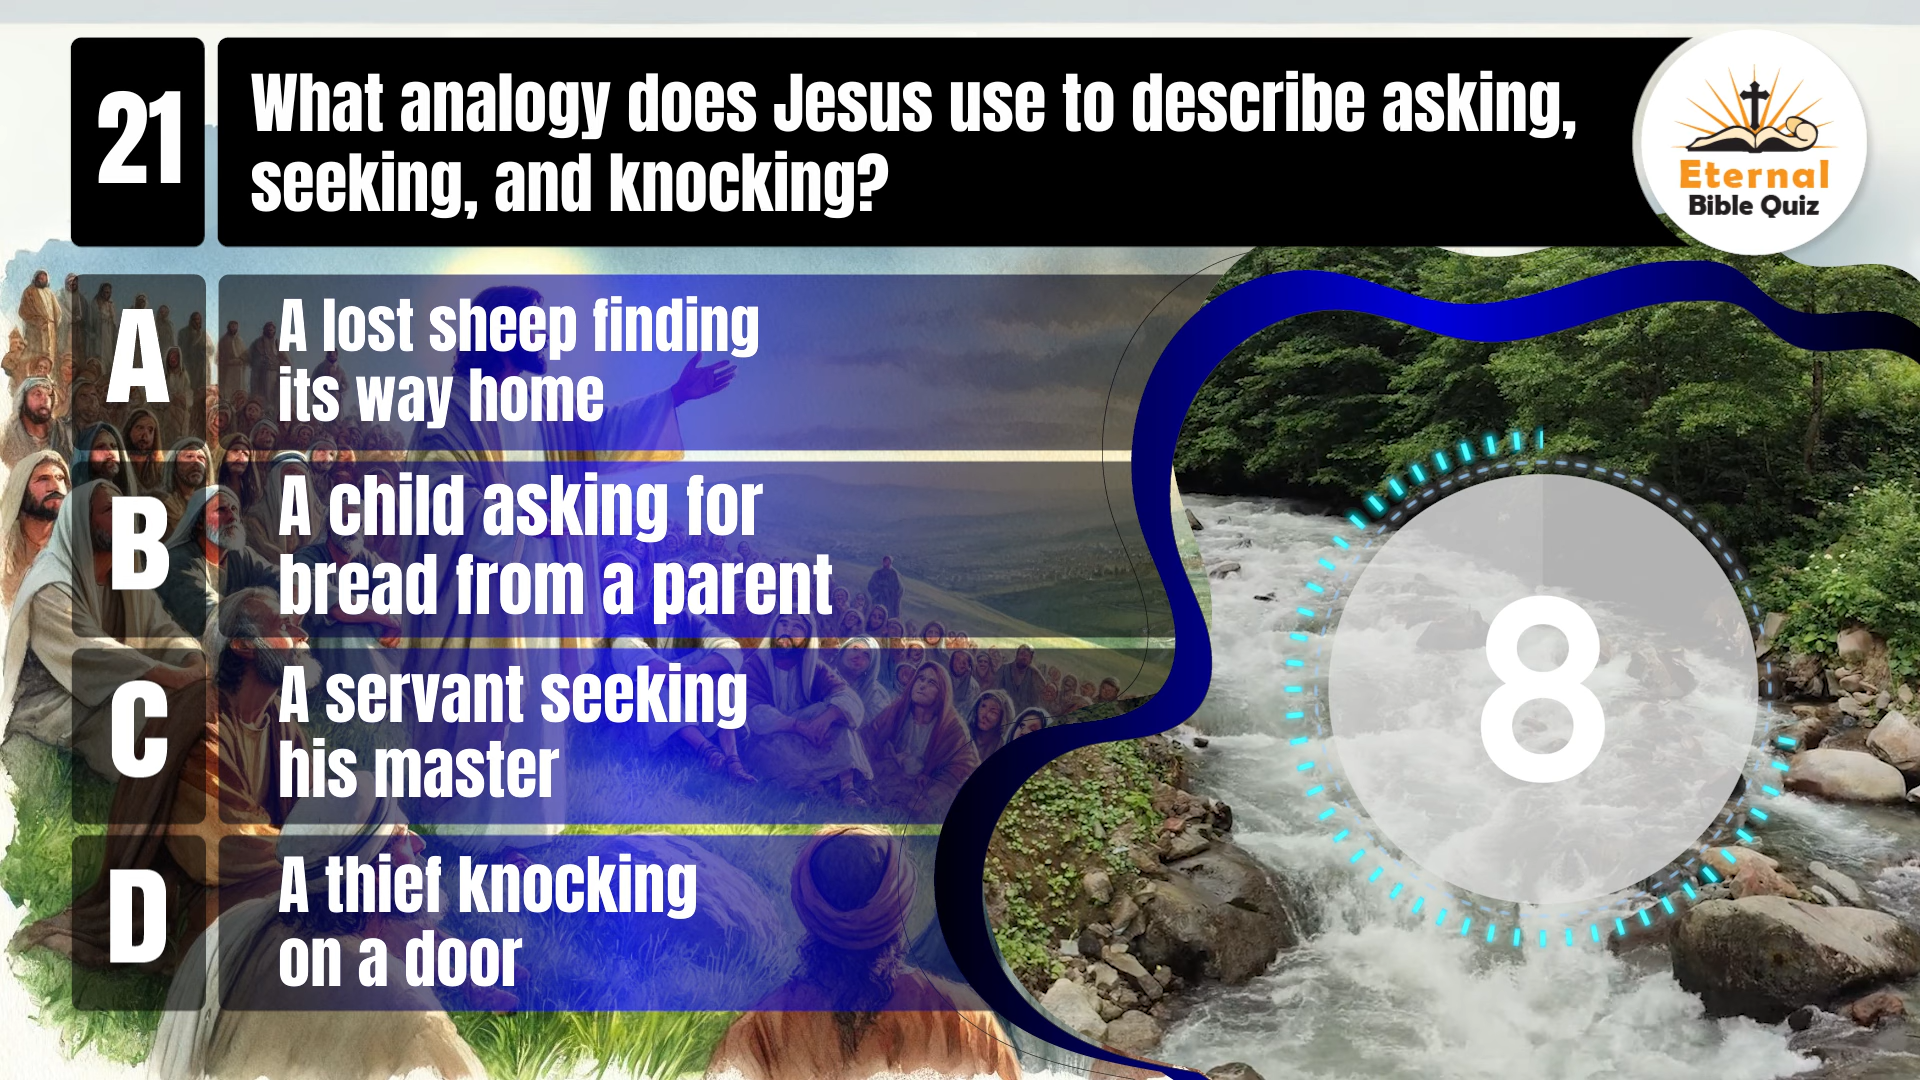 21
What analogy does Jesus use to describe asking,
seeking, and knocking?
Eternal
Bible Quiz
A
A lost sheep finding
its way home
B
A child asking for
bread from a parent
C
A servant seeking
his master
D
A thief knocking
on a door
8